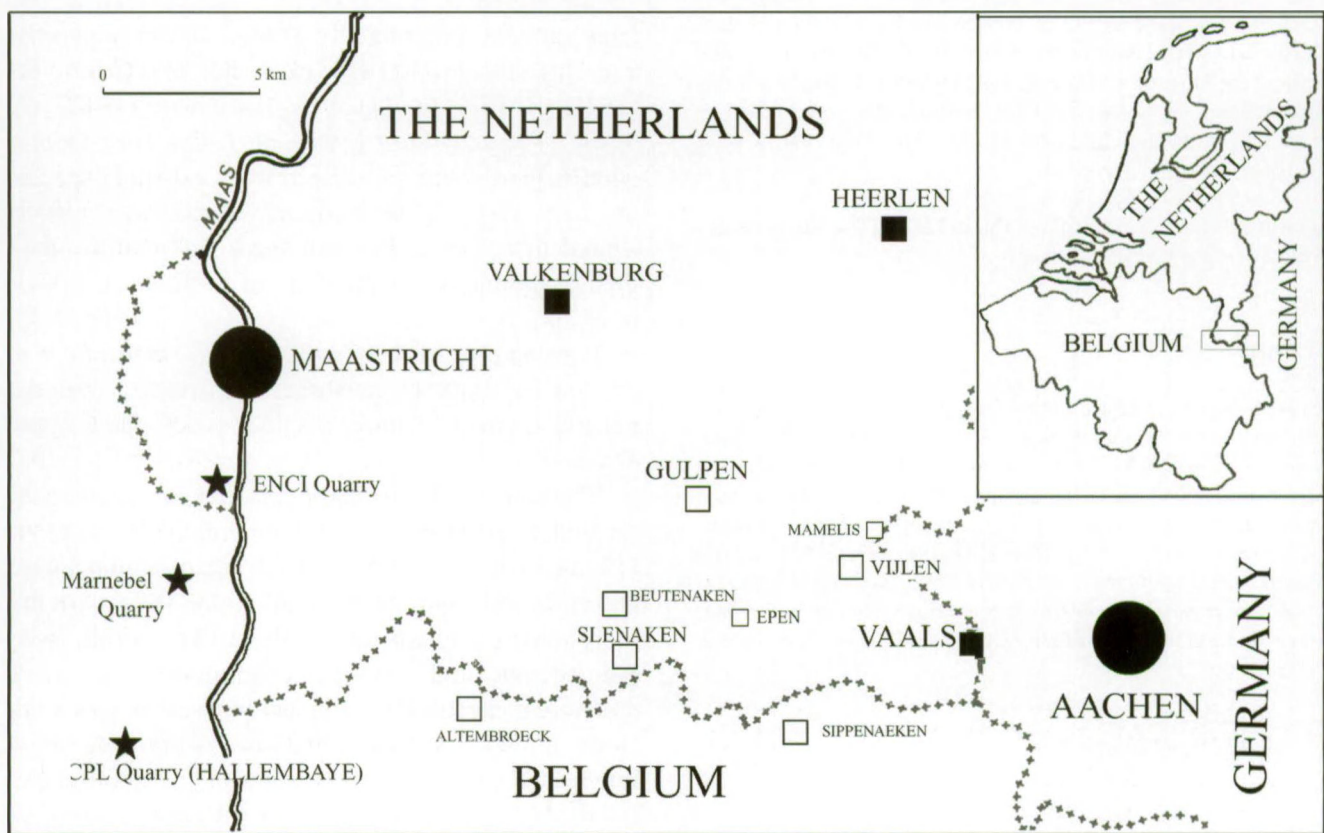 0
5 km
THE NETHERLANDS
MAAS
HEERLEN
VALKENBURG
MAASTRICHT
ENCI Quarry
GULPEN
MAMELIS
VIJLEN
Marnebel
Quarry
BEUTENAKEN
EPEN
SLENAKEN
VAALS
AACHEN
GERMANY
ALTEMBROECK
SIPPENAEKEN
CPL Quarry (HALLEMBAYE)
BELGIUM
THE
NETHERLANDS
BELGIUM
GERMANY